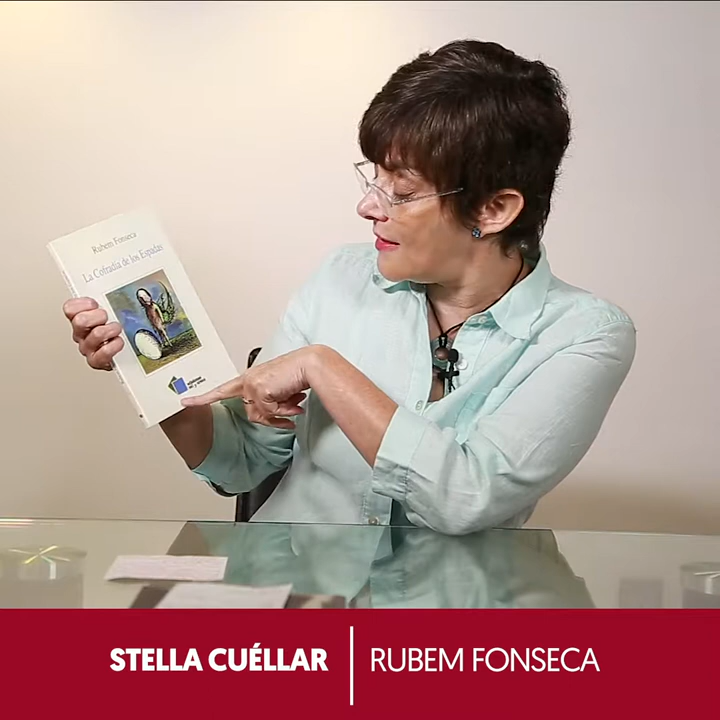 Rubem Fonseca
La Cofradía de los Espadas
STELLA CUÉLLAR | RUBEM FONSECA